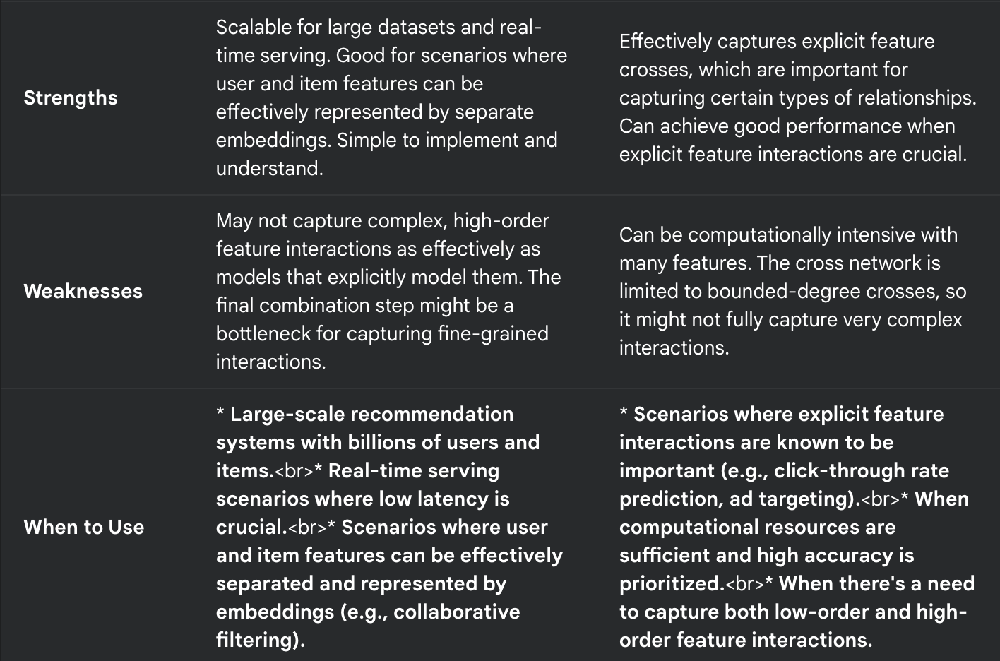 Strengths
Scalable for large datasets and real-
time serving. Good for scenarios where
user and item features can be
effectively represented by separate
embeddings. Simple to implement and
understand.
Effectively captures explicit feature
crosses, which are important for
capturing certain types of relationships.
Can achieve good performance when
explicit feature interactions are crucial.
Weaknesses
May not capture complex, high-order
feature interactions as effectively as
models that explicitly model them. The
final combination step might be a
bottleneck for capturing fine-grained
interactions.
Can be computationally intensive with
many features. The cross network is
limited to bounded-degree crosses, so
it might not fully capture very complex
interactions.
When to Use
* Large-scale recommendation
systems with billions of users and
items.<br>* Real-time serving
scenarios where low latency is
crucial.<br>* Scenarios where user
and item features can be effectively
separated and represented by
embeddings (e.g., collaborative
filtering).
* Scenarios where explicit feature
interactions are known to be
important (e.g., click-through rate
prediction, ad targeting).<br>* When
computational resources are
sufficient and high accuracy is
prioritized.<br>* When there's a need
to capture both low-order and high-
order feature interactions.